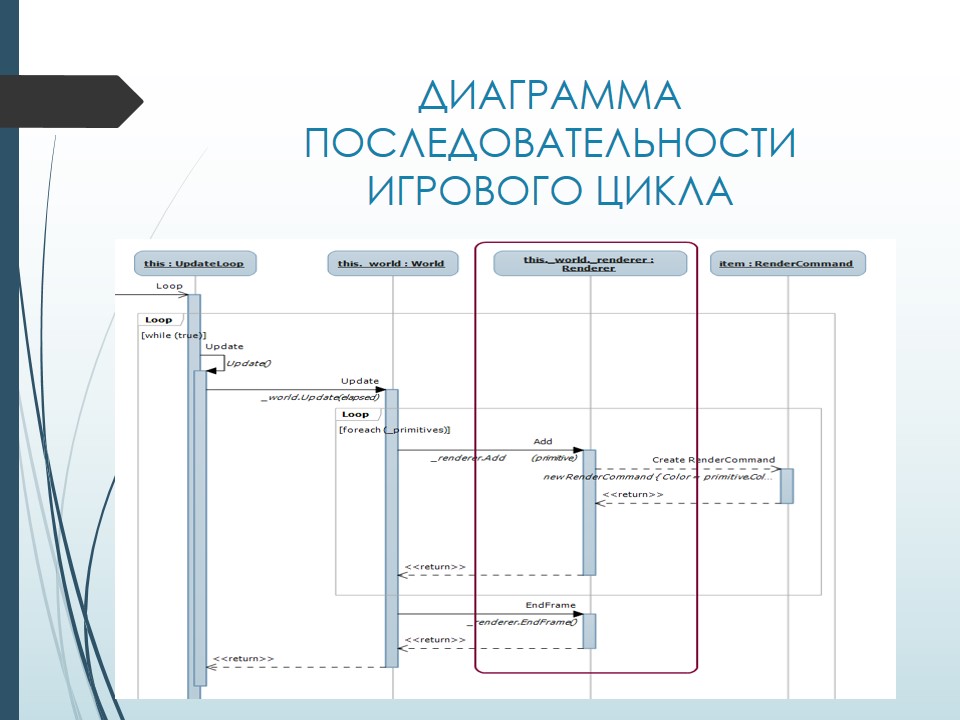 ДИАГРАММА
ПОСЛЕДОВАТЕЛЬНОСТИ
ИГРОВОГО ЦИКЛА
this : UpdateLoop
this._world : World
this._world._renderer :
Renderer
item : RenderCommand
Loop
Loop
[while (true)]
Update
Update()
Update
_world.Update(elapsed)
Loop
[foreach (_primitives)]
Add
_renderer.Add (primitive)
Create RenderCommand
new RenderCommand { Color = primitive.Col...
<<return>>
<<return>>
EndFrame
_renderer.EndFrame()
<<return>>
<<return>>